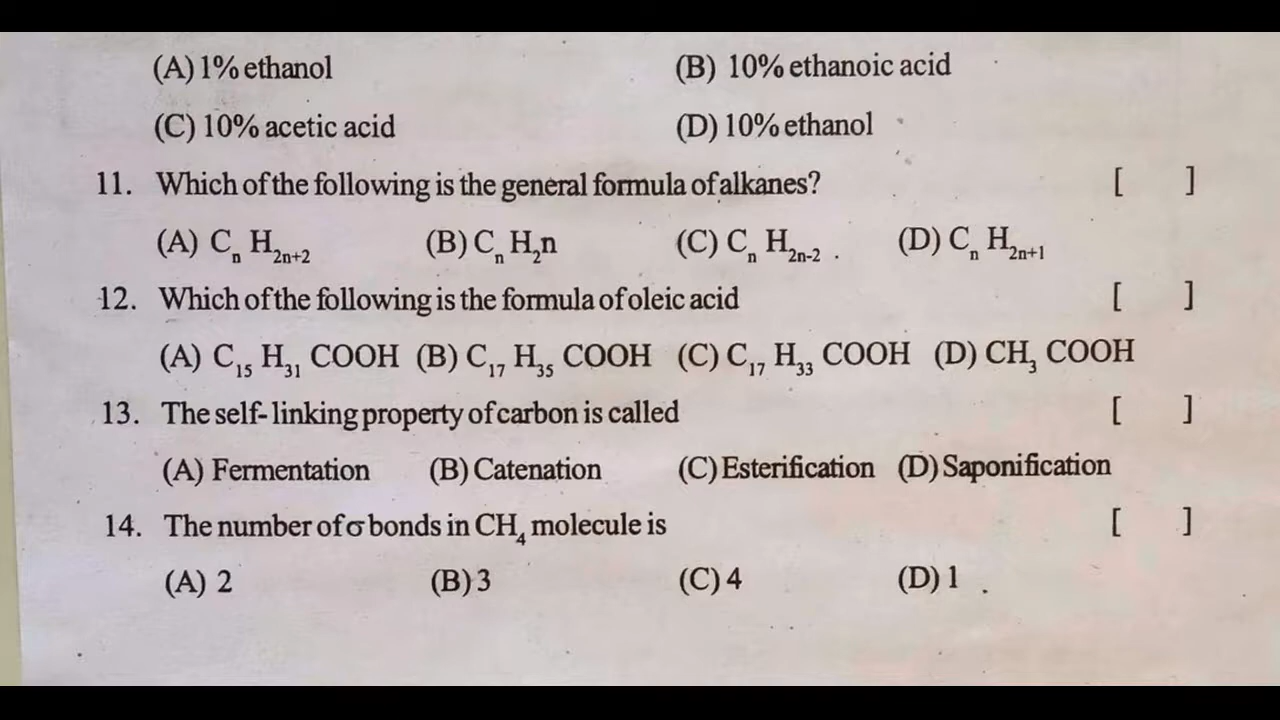 (A) 1% ethanol (B) 10% ethanoic acid
(C) 10% acetic acid (D) 10% ethanol
11. Which of the following is the general formula of alkanes? [ ]
(A) Cₙ H₂ₙ₊₂ (B) Cₙ H₂n (C) Cₙ H₂ₙ₋₂ . (D) Cₙ H₂ₙ₊₁
12. Which of the following is the formula of oleic acid [ ]
(A) C₁₅ H₃₁ COOH (B) C₁₇ H₃₅ COOH (C) C₁₇ H₃₃ COOH (D) CH₃ COOH
13. The self-linking property of carbon is called [ ]
(A) Fermentation (B) Catenation (C) Esterification (D) Saponification
14. The number of σ bonds in CH₄ molecule is [ ]
(A) 2 (B) 3 (C) 4 (D) 1 .